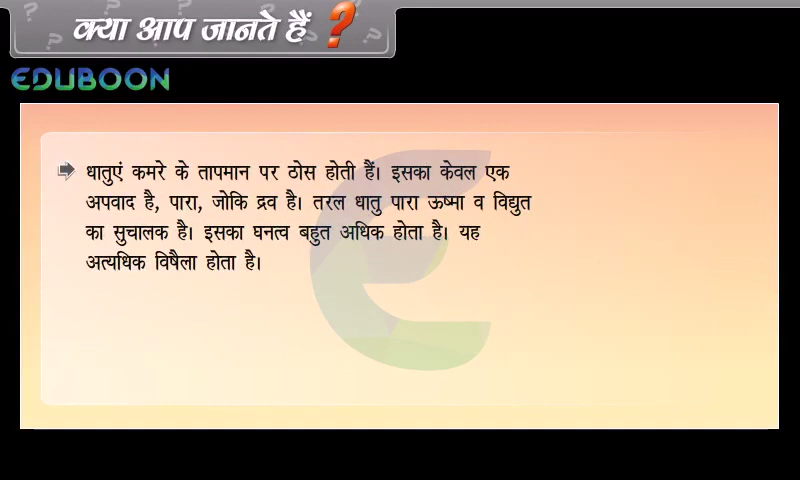 क्या आप जानते हैं ?
EDUBOON
धातुएं कमरे के तापमान पर ठोस होती हैं। इसका केवल एक
अपवाद है, पारा, जोकि द्रव है। तरल धातु पारा ऊष्मा व विद्युत
का सुचालक है। इसका घनत्व बहुत अधिक होता है। यह
अत्यधिक विषैला होता है।